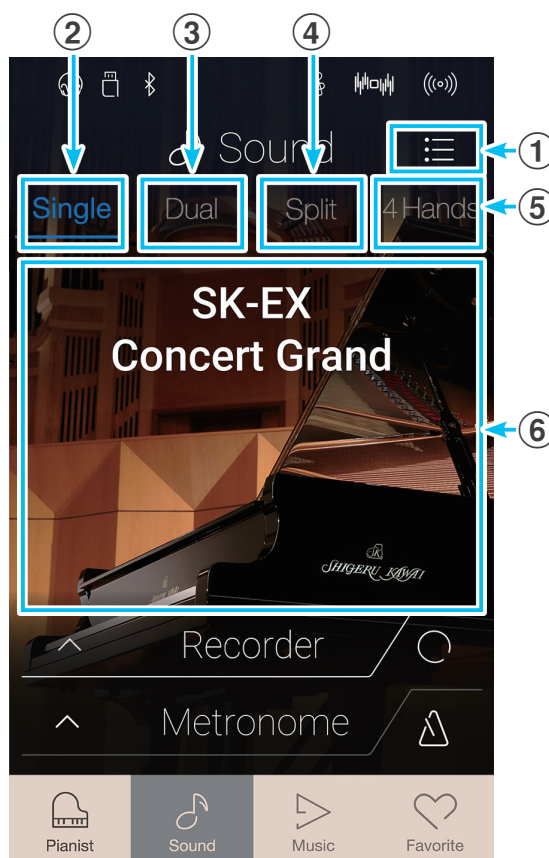 ② ③ ④
Sound
①
Single Dual Split 4 Hands
⑤
SK-EX
Concert Grand
⑥
SHIGERU KAWAI
Recorder
Metronome
Pianist Sound Music Favorite